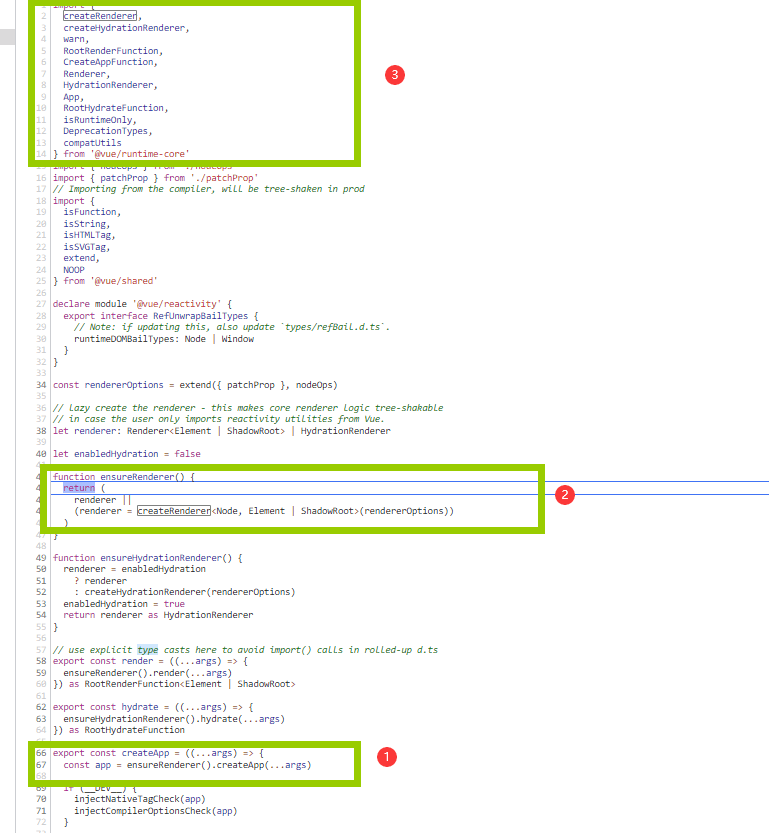 1 import {
2 createRenderer,
3 createHydrationRenderer,
4 warn,
5 RootRenderFunction,
6 CreateAppFunction,
7 Renderer,
8 HydrationRenderer,
9 App,
10 RootHydrateFunction,
11 isRuntimeOnly,
12 DeprecationTypes,
13 compatUtils
14 } from '@vue/runtime-core'
3
15 import { nodeOps } from './nodeOps'
16 import { patchProp } from './patchProp'
17 // Importing from the compiler, will be tree-shaken in prod
18 import {
19 isFunction,
20 isString,
21 isHTMLTag,
22 isSVGTag,
23 extend,
24 NOOP
25 } from '@vue/shared'
26
27 declare module '@vue/reactivity' {
28 export interface RefUnwrapBailTypes {
29 // Note: if updating this, also update `types/refBail.d.ts`.
30 runtimeDOMBailTypes: Node | Window
31 }
32 }
33
34 const rendererOptions = extend({ patchProp }, nodeOps)
35
36 // lazy create the renderer - this makes core renderer logic tree-shakable
37 // in case the user only imports reactivity utilities from Vue.
38 let renderer: Renderer<Element | ShadowRoot> | HydrationRenderer
39
40 let enabledHydration = false
function ensureRenderer() {
return (
renderer ||
(renderer = createRenderer<Node, Element | ShadowRoot>(rendererOptions))
)
2
47 }
48
49 function ensureHydrationRenderer() {
50 renderer = enabledHydration
51 ? renderer
52 : createHydrationRenderer(rendererOptions)
53 enabledHydration = true
54 return renderer as HydrationRenderer
55 }
56
57 // use explicit type casts here to avoid import() calls in rolled-up d.ts
58 export const render = ((...args) => {
59 ensureRenderer().render(...args)
60 }) as RootRenderFunction<Element | ShadowRoot>
61
62 export const hydrate = ((...args) => {
63 ensureHydrationRenderer().hydrate(...args)
64 }) as RootHydrateFunction
65
66 export const createApp = ((...args) => {
67 const app = ensureRenderer().createApp(...args)
68
1
69 if (__DEV__) {
70 injectNativeTagCheck(app)
71 injectCompilerOptionsCheck(app)
72 }